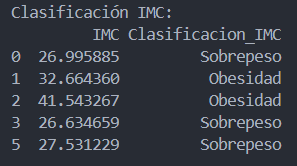 Clasificación IMC:
IMC Clasificacion_IMC
0 26.995885 Sobrepeso
1 32.664360 Obesidad
2 41.543267 Obesidad
3 26.634659 Sobrepeso
5 27.531229 Sobrepeso